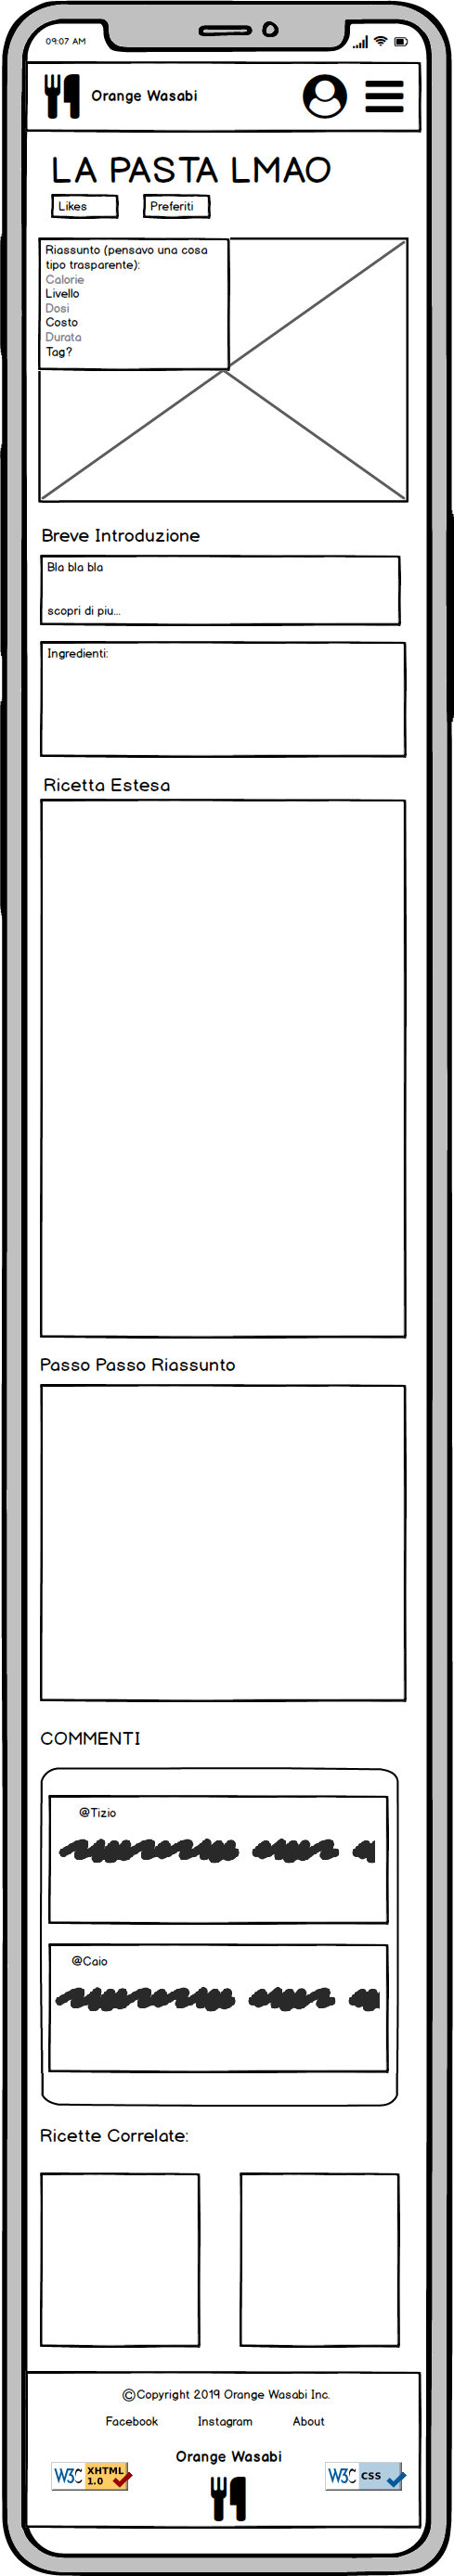 09:07 AM
Orange Wasabi
LA PASTA LMAO
Likes
Preferiti
Riassunto (pensavo una cosa
tipo trasparente):
Calorie
Livello
Dosi
Costo
Durata
Tag?
Breve Introduzione
Bla bla bla
scopri di piu...
Ingredienti:
Ricetta Estesa
Passo Passo Riassunto
COMMENTI
@Tizio
@Caio
Ricette Correlate:
©Copyright 2019 Orange Wasabi Inc.
Facebook Instagram About
Orange Wasabi
W3C XHTML 1.0
W3C CSS